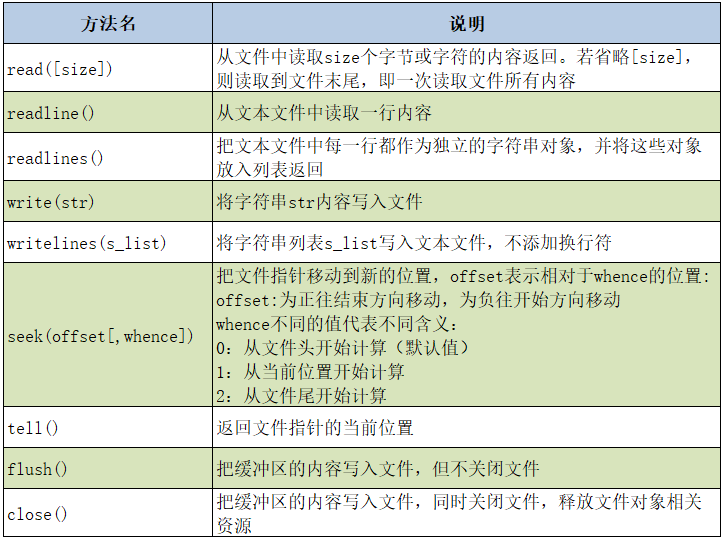 方法名 说明
read([size]) 从文件中读取size个字节或字符的内容返回。若省略[size],
则读取到文件末尾，即一次读取文件所有内容
readline() 从文本文件中读取一行内容
readlines() 把文本文件中每一行都作为独立的字符串对象，并将这些对象
放入列表返回
write(str) 将字符串str内容写入文件
writelines(s_list) 将字符串列表s_list写入文本文件，不添加换行符
seek(offset[,whence]) 把文件指针移动到新的位置，offset表示相对于whence的位置:
offset:为正往结束方向移动，为负往开始方向移动
whence不同的值代表不同含义:
0: 从文件头开始计算（默认值）
1: 从当前位置开始计算
2: 从文件尾开始计算
tell() 返回文件指针的当前位置
flush() 把缓冲区的内容写入文件，但不关闭文件
close() 把缓冲区的内容写入文件，同时关闭文件，释放文件对象相关
资源